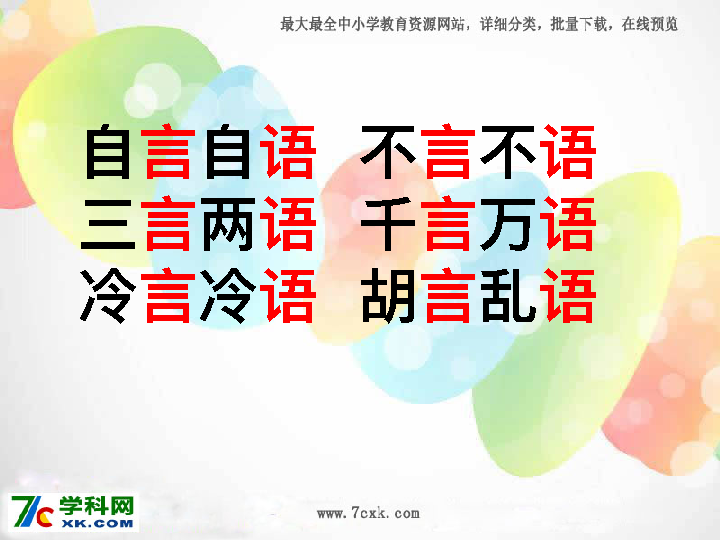 最大最全中小学教育资源网站，详细分类，批量下载，在线预览
自言自语 不言不语
三言两语 千言万语
冷言冷语 胡言乱语
7c学科网
XK.COM
www.7cxk.com